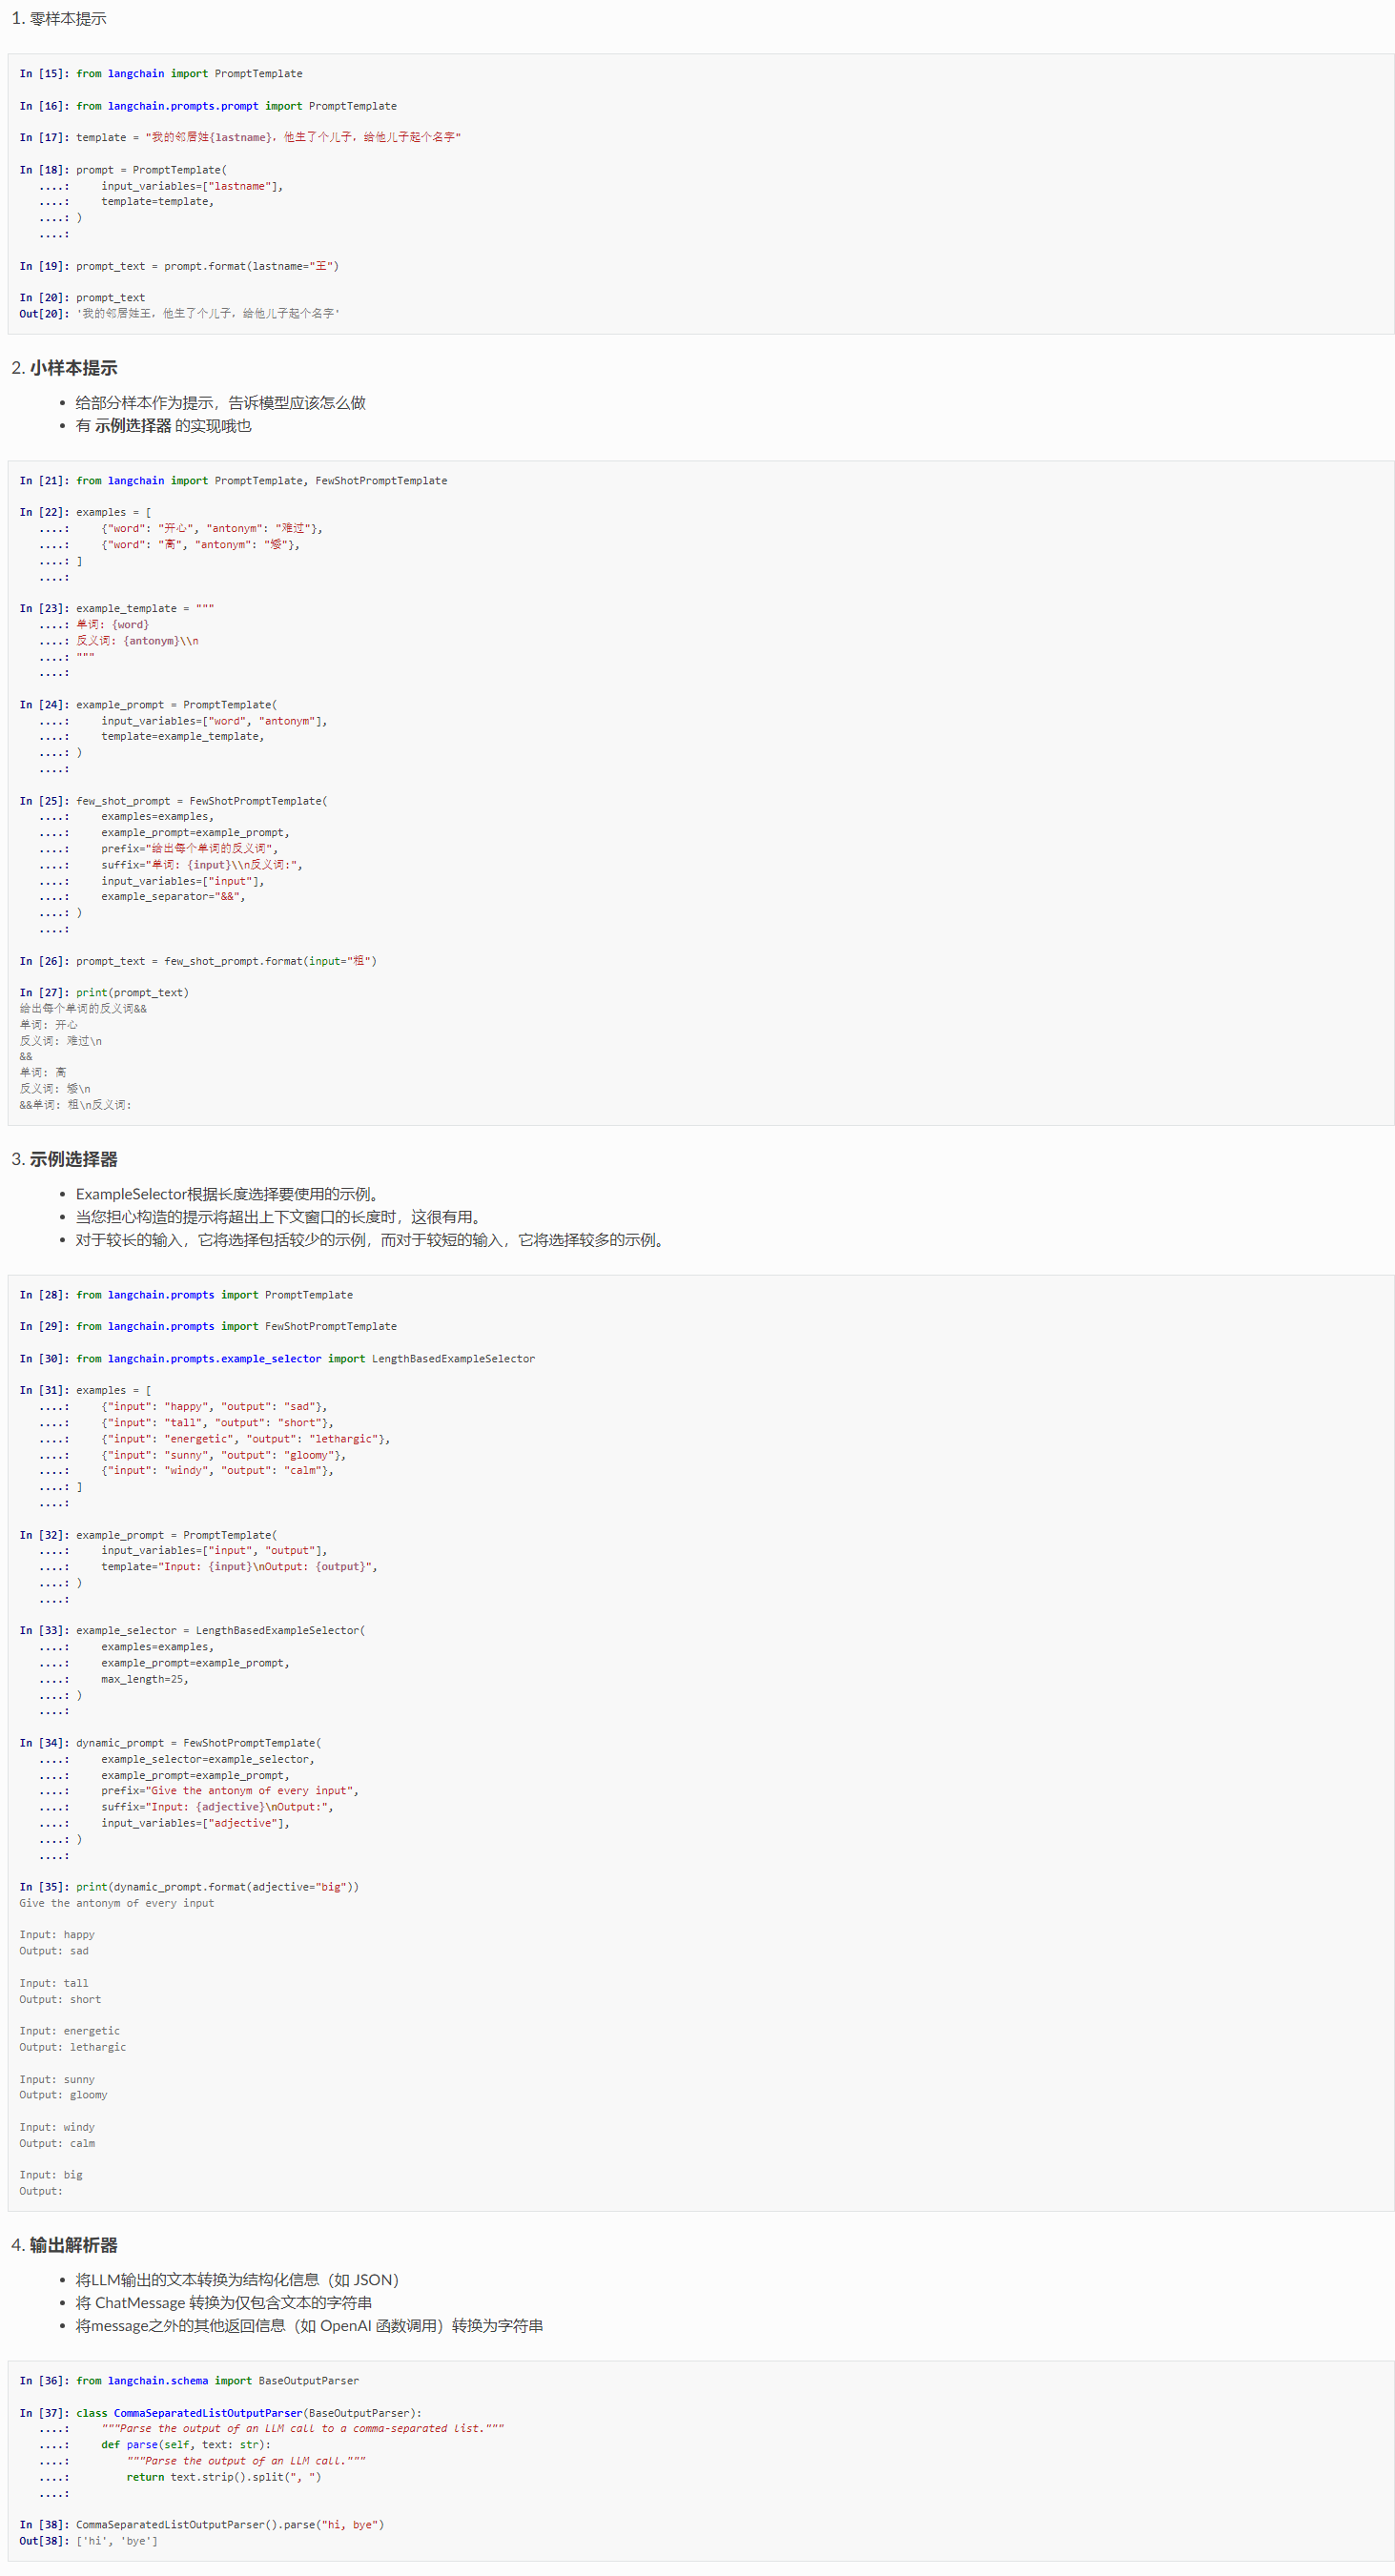 1. 零样本提示
In [15]: from langchain import PromptTemplate
In [16]: from langchain.prompts.prompt import PromptTemplate
In [17]: template = "我的邻居姓{lastname}，他生了个儿子，给他儿子起个名字"
In [18]: prompt = PromptTemplate(
   ....:     input_variables=["lastname"],
   ....:     template=template,
   ....: )
   ....:
In [19]: prompt_text = prompt.format(lastname="王")
In [20]: prompt_text
Out[20]: '我的邻居姓王，他生了个儿子，给他儿子起个名字'
2. 小样本提示
• 给部分样本作为提示，告诉模型应该怎么做
• 有 示例选择器 的实现哦也
In [21]: from langchain import PromptTemplate, FewShotPromptTemplate
In [22]: examples = [
   ....:     {"word": "开心", "antonym": "难过"},
   ....:     {"word": "高", "antonym": "矮"},
   ....: ]
   ....:
In [23]: example_template = """
   ....: 单词: {word}
   ....: 反义词: {antonym}\\n
   ....: """
   ....:
In [24]: example_prompt = PromptTemplate(
   ....:     input_variables=["word", "antonym"],
   ....:     template=example_template,
   ....: )
   ....:
In [25]: few_shot_prompt = FewShotPromptTemplate(
   ....:     examples=examples,
   ....:     example_prompt=example_prompt,
   ....:     prefix="给出每个单词的反义词",
   ....:     suffix="单词: {input}\\n反义词:",
   ....:     input_variables=["input"],
   ....:     example_separator="&&",
   ....: )
   ....:
In [26]: prompt_text = few_shot_prompt.format(input="粗")
In [27]: print(prompt_text)
给出每个单词的反义词&&
单词: 开心
反义词: 难过\n
&&
单词: 高
反义词: 矮\n
&&单词: 粗\n反义词:
3. 示例选择器
• ExampleSelector根据长度选择要使用的示例。
• 当您担心构造的提示将超出上下文窗口的长度时，这很有用。
• 对于较长的输入，它将选择包括较少的示例，而对于较短的输入，它将选择较多的示例。
In [28]: from langchain.prompts import PromptTemplate
In [29]: from langchain.prompts import FewShotPromptTemplate
In [30]: from langchain.prompts.example_selector import LengthBasedExampleSelector
In [31]: examples = [
   ....:     {"input": "happy", "output": "sad"},
   ....:     {"input": "tall", "output": "short"},
   ....:     {"input": "energetic", "output": "lethargic"},
   ....:     {"input": "sunny", "output": "gloomy"},
   ....:     {"input": "windy", "output": "calm"},
   ....: ]
   ....:
In [32]: example_prompt = PromptTemplate(
   ....:     input_variables=["input", "output"],
   ....:     template="Input: {input}\nOutput: {output}",
   ....: )
   ....:
In [33]: example_selector = LengthBasedExampleSelector(
   ....:     examples=examples,
   ....:     example_prompt=example_prompt,
   ....:     max_length=25,
   ....: )
   ....:
In [34]: dynamic_prompt = FewShotPromptTemplate(
   ....:     example_selector=example_selector,
   ....:     example_prompt=example_prompt,
   ....:     prefix="Give the antonym of every input",
   ....:     suffix="Input: {adjective}\nOutput:",
   ....:     input_variables=["adjective"],
   ....: )
   ....:
In [35]: print(dynamic_prompt.format(adjective="big"))
Give the antonym of every input
Input: happy
Output: sad
Input: tall
Output: short
Input: energetic
Output: lethargic
Input: sunny
Output: gloomy
Input: windy
Output: calm
Input: big
Output:
4. 输出解析器
• 将LLM输出的文本转换为结构化信息（如 JSON）
• 将 ChatMessage 转换为仅包含文本的字符串
• 将message之外的其他返回信息（如 OpenAI 函数调用）转换为字符串
In [36]: from langchain.schema import BaseOutputParser
In [37]: class CommaSeparatedListOutputParser(BaseOutputParser):
   ....:     """Parse the output of an LLM call to a comma-separated list."""
   ....:     def parse(self, text: str):
   ....:         """Parse the output of an LLM call."""
   ....:         return text.strip().split(", ")
   ....:
In [38]: CommaSeparatedListOutputParser().parse("hi, bye")
Out[38]: ['hi', 'bye']